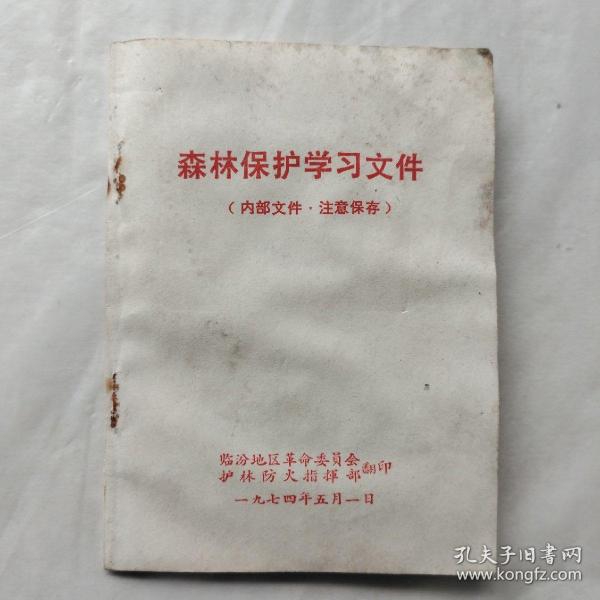 森林保护学习文件
（内部文件·注意保存）
临汾地区革命委员会
护林防火指挥部翻印
一九七四年五月一日
孔夫子旧书网
www.kongfz.com